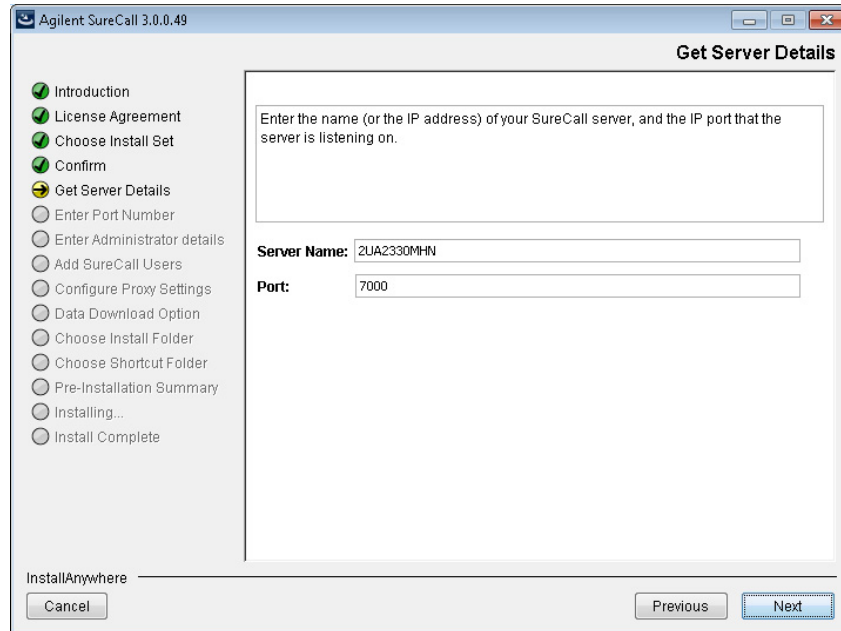 Agilent SureCall 3.0.0.49
Get Server Details
Introduction
License Agreement
Choose Install Set
Confirm
Get Server Details
Enter Port Number
Enter Administrator details
Add SureCall Users
Configure Proxy Settings
Data Download Option
Choose Install Folder
Choose Shortcut Folder
Pre-Installation Summary
Installing...
Install Complete
Enter the name (or the IP address) of your SureCall server, and the IP port that the
server is listening on.
Server Name: 2UA2330MHN
Port: 7000
InstallAnywhere
Cancel Previous Next